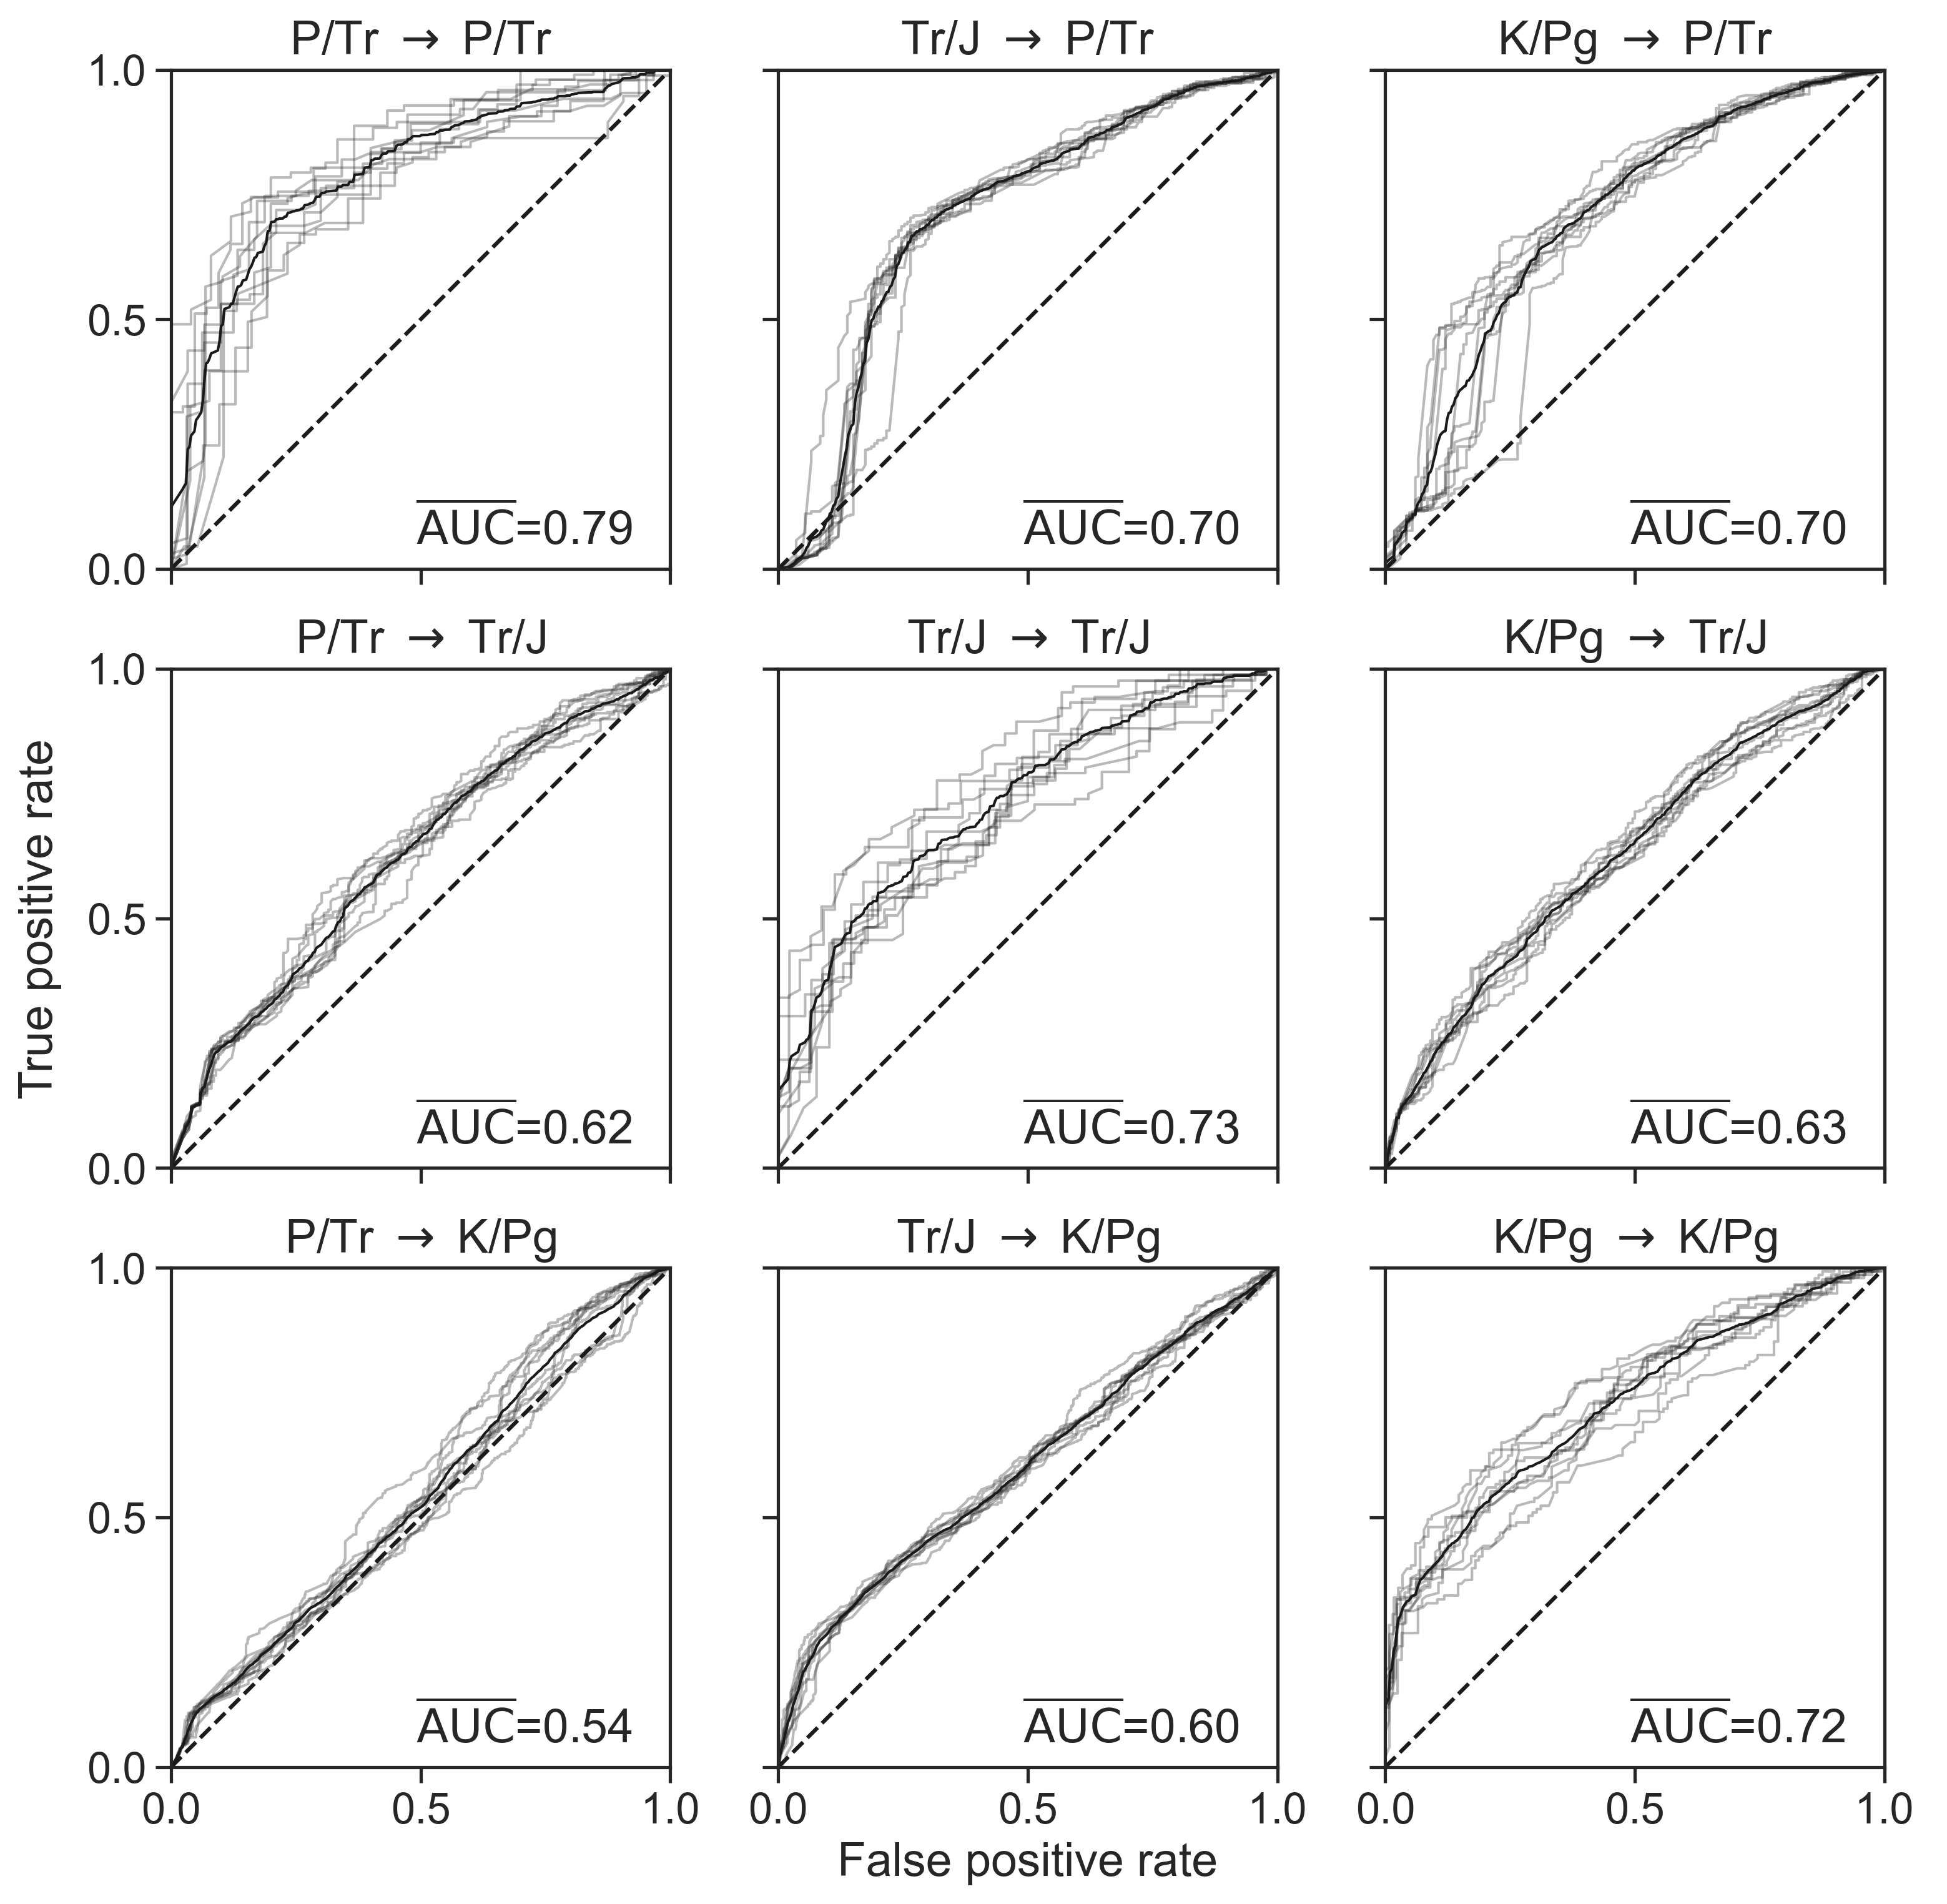 P/Tr → P/Tr
Tr/J → P/Tr
K/Pg → P/Tr
1.0
0.5
0.0
AUC=0.79
AUC=0.70
AUC=0.70
P/Tr → Tr/J
Tr/J → Tr/J
K/Pg → Tr/J
1.0
0.5
0.0
AUC=0.62
AUC=0.73
AUC=0.63
True positive rate
P/Tr → K/Pg
Tr/J → K/Pg
K/Pg → K/Pg
1.0
0.5
0.0
AUC=0.54
AUC=0.60
AUC=0.72
0.0 0.5 1.0
0.0 0.5 1.0
0.0 0.5 1.0
False positive rate